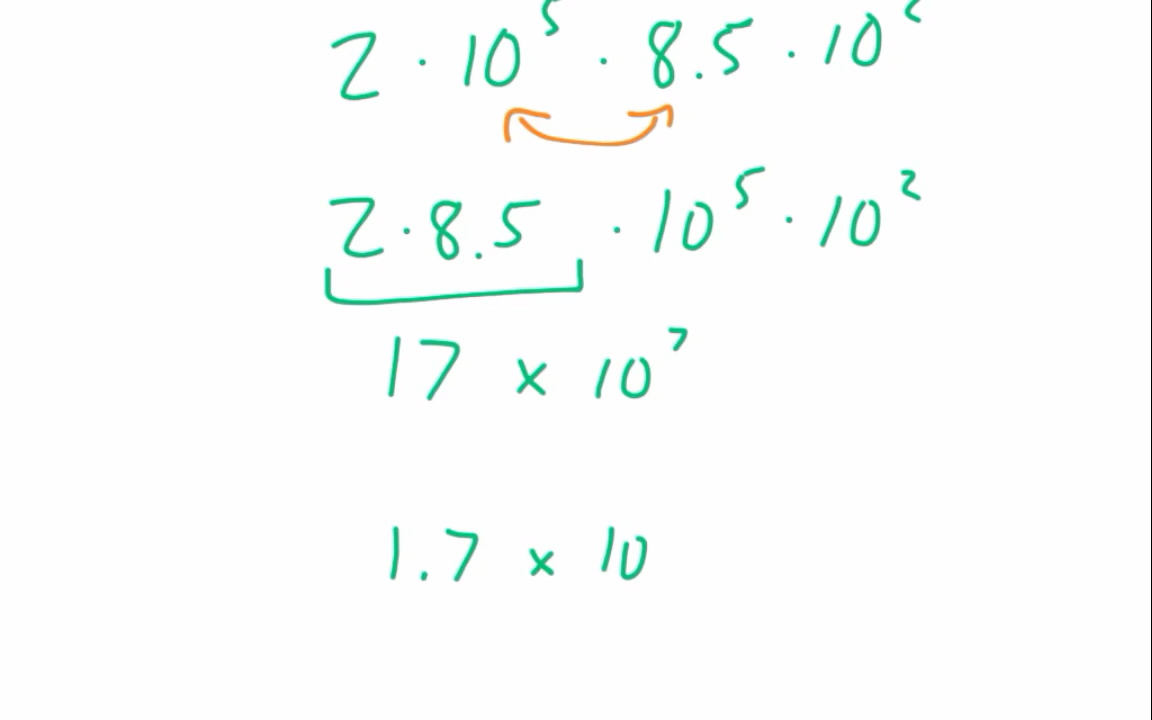 2 · 10⁵ · 8.5 · 10²
2 · 8.5 · 10⁵ · 10²
17 x 10⁷
1.7 x 10